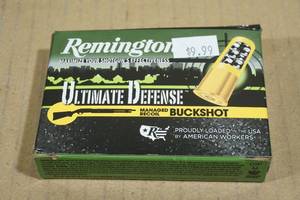 Remington
$9.99
MAXIMIZE YOUR SHOTGUN'S EFFECTIVENESS
ULTIMATE DEFENSE
MANAGED
RECOIL
BUCKSHOT
PROUDLY LOADED IN THE USA
BY AMERICAN WORKERS